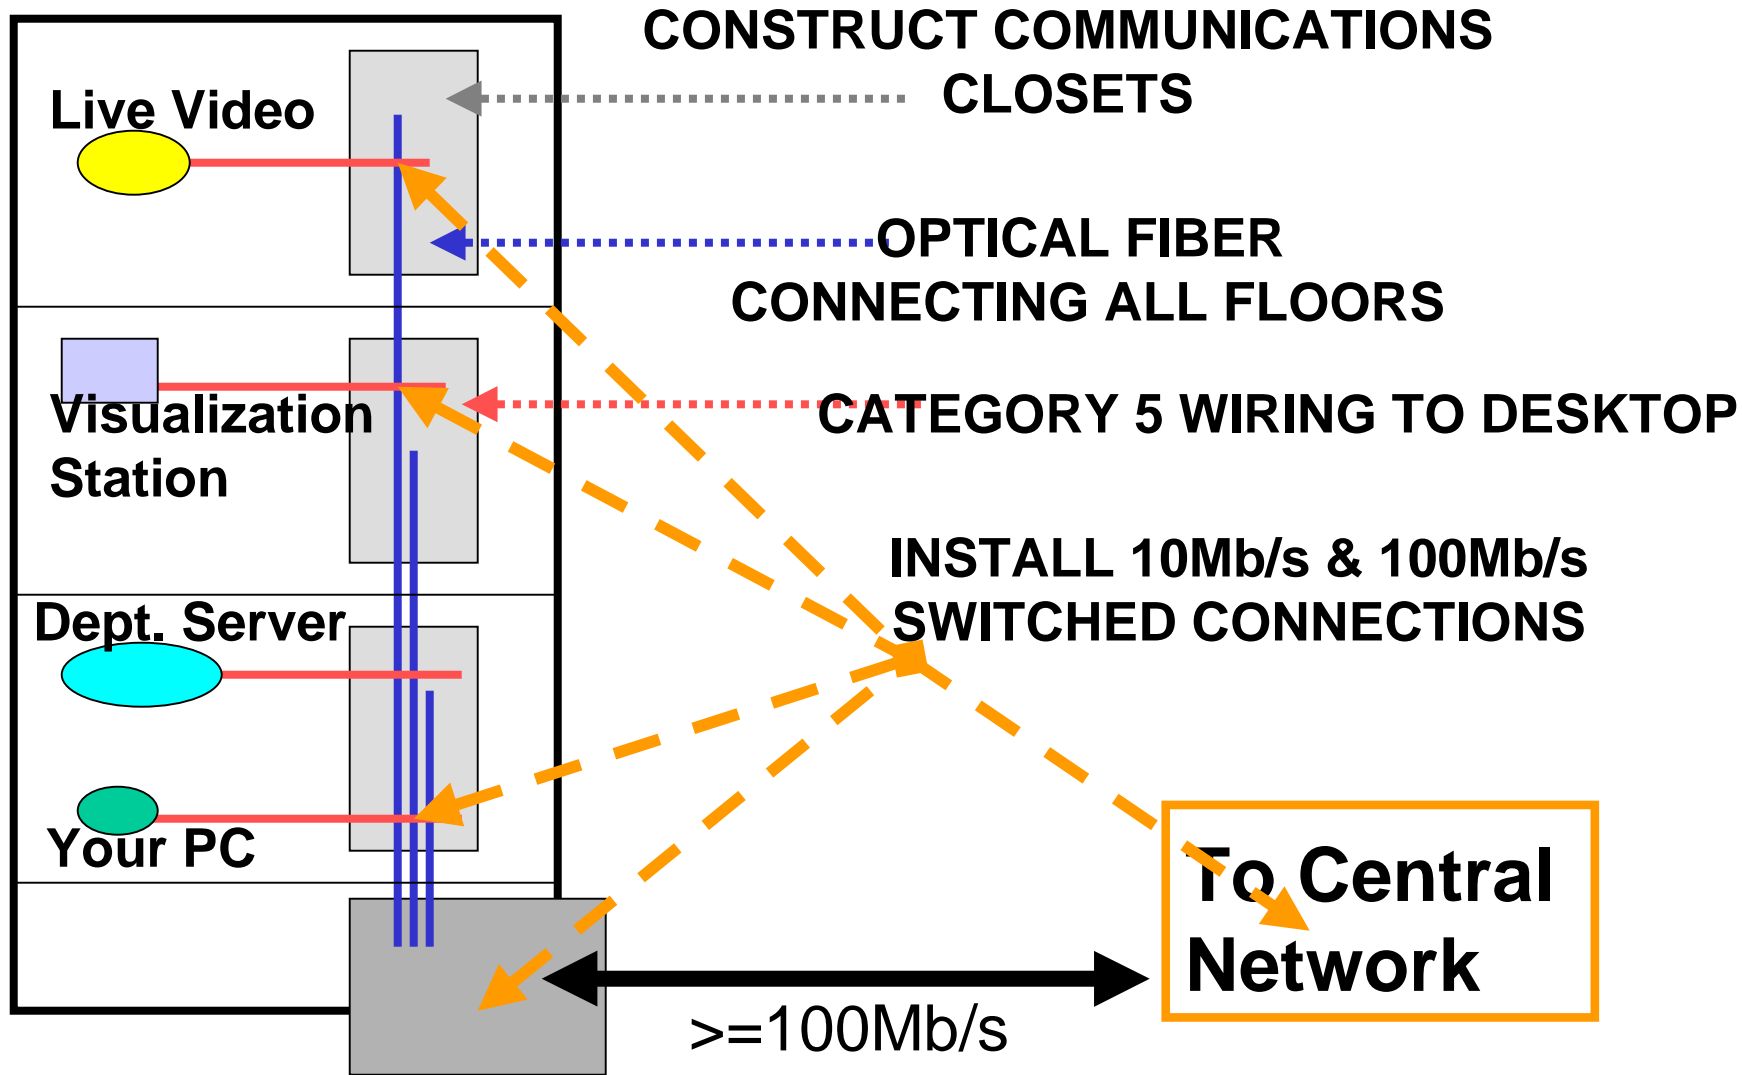 CONSTRUCT COMMUNICATIONS
CLOSETS
Live Video
OPTICAL FIBER
CONNECTING ALL FLOORS
Visualization
Station
CATEGORY 5 WIRING TO DESKTOP
INSTALL 10Mb/s & 100Mb/s
SWITCHED CONNECTIONS
Dept. Server
Your PC
To Central
Network
>=100Mb/s